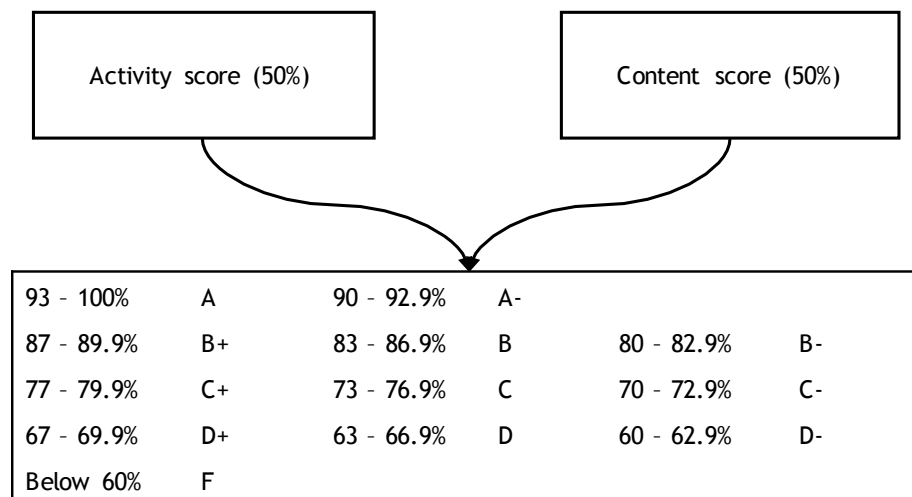 Activity score (50%)
Content score (50%)
93 – 100% A 90 – 92.9% A-
87 – 89.9% B+ 83 – 86.9% B 80 – 82.9% B-
77 – 79.9% C+ 73 – 76.9% C 70 – 72.9% C-
67 – 69.9% D+ 63 – 66.9% D 60 – 62.9% D-
Below 60% F